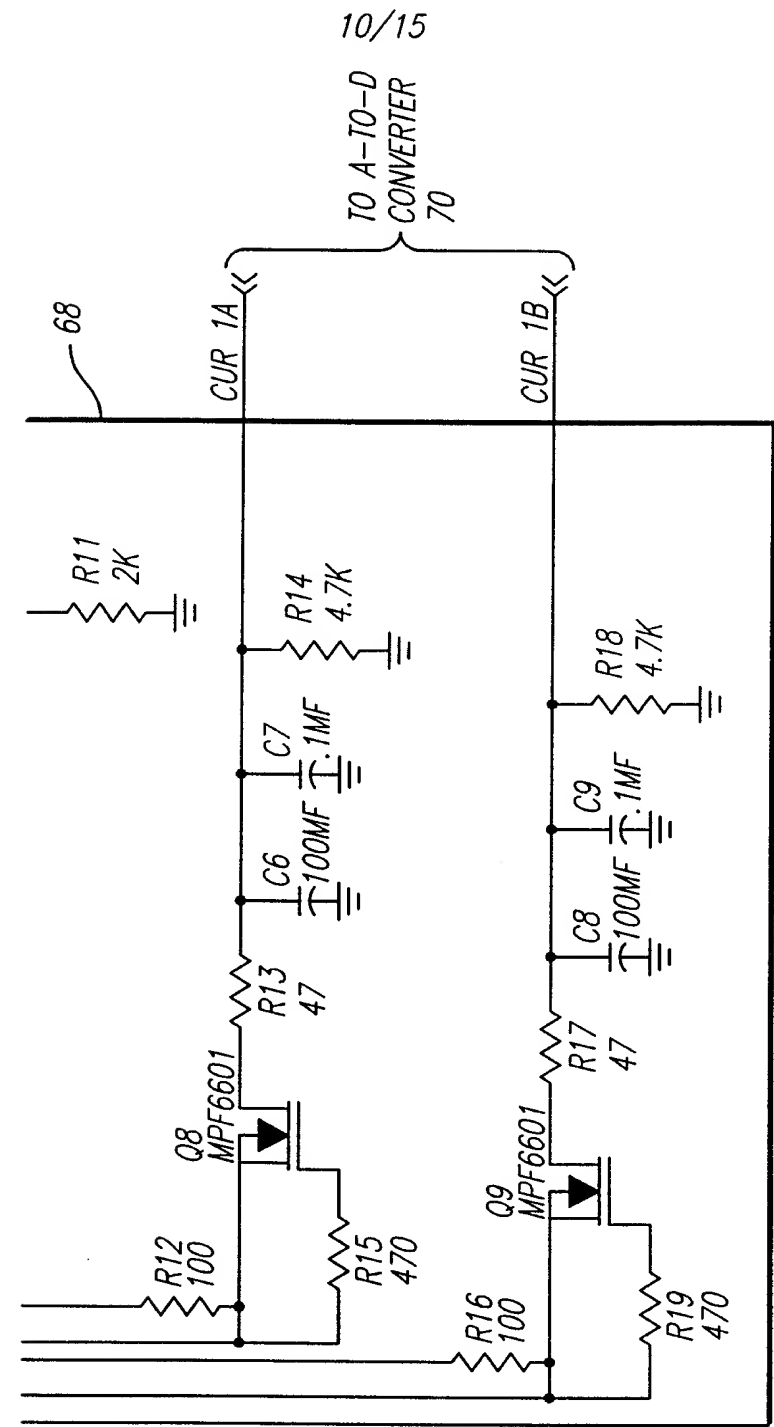 10/15
TO A-TO-D
CONVERTER
70
68
CUR 1A
CUR 1B
R11
2K
R14
4.7K
R18
4.7K
C7
.1MF
C9
.1MF
C6
100MF
C8
100MF
R13
47
R17
47
Q8
MPF6601
Q9
MPF6601
R12
100
R15
470
R16
100
R19
470